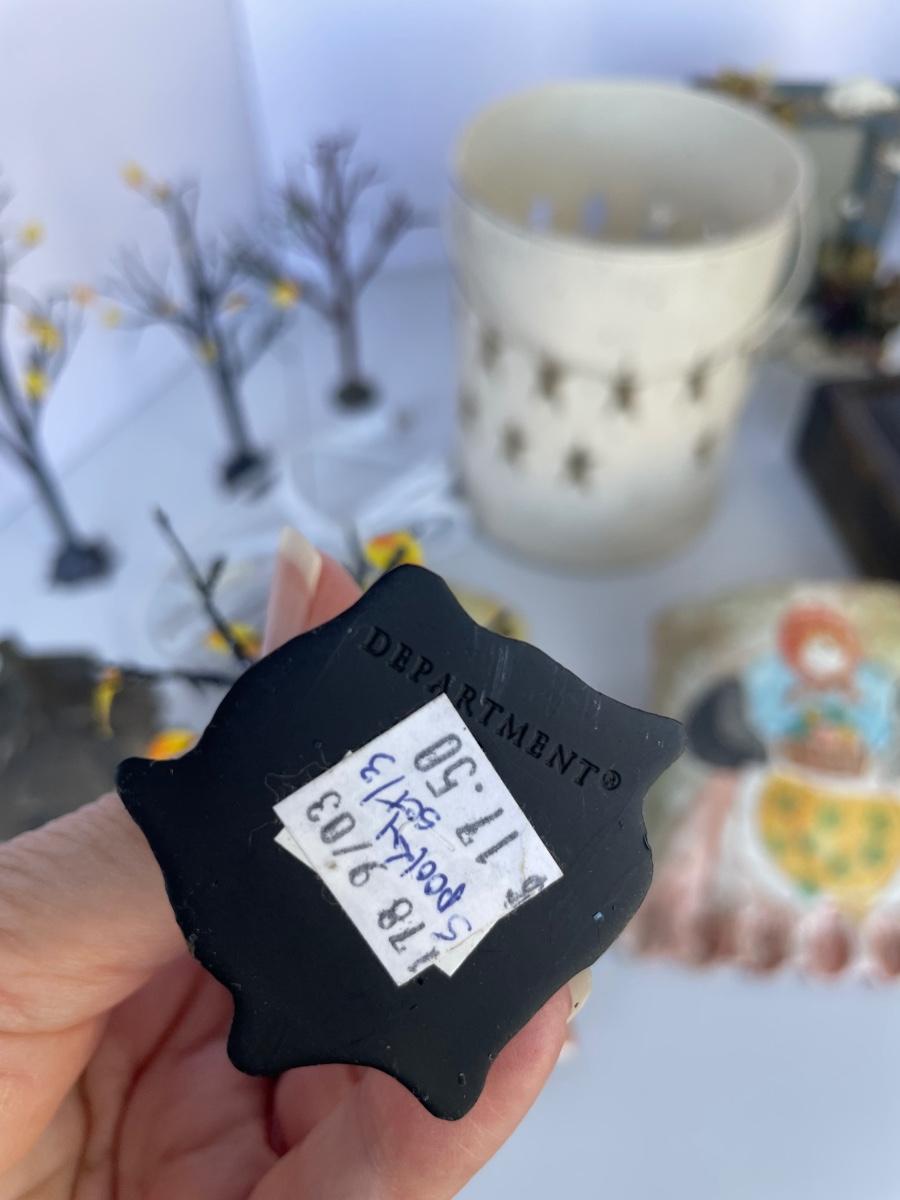 DEPARTMENT®
178 9/03
Spooky
Set/3
17.50